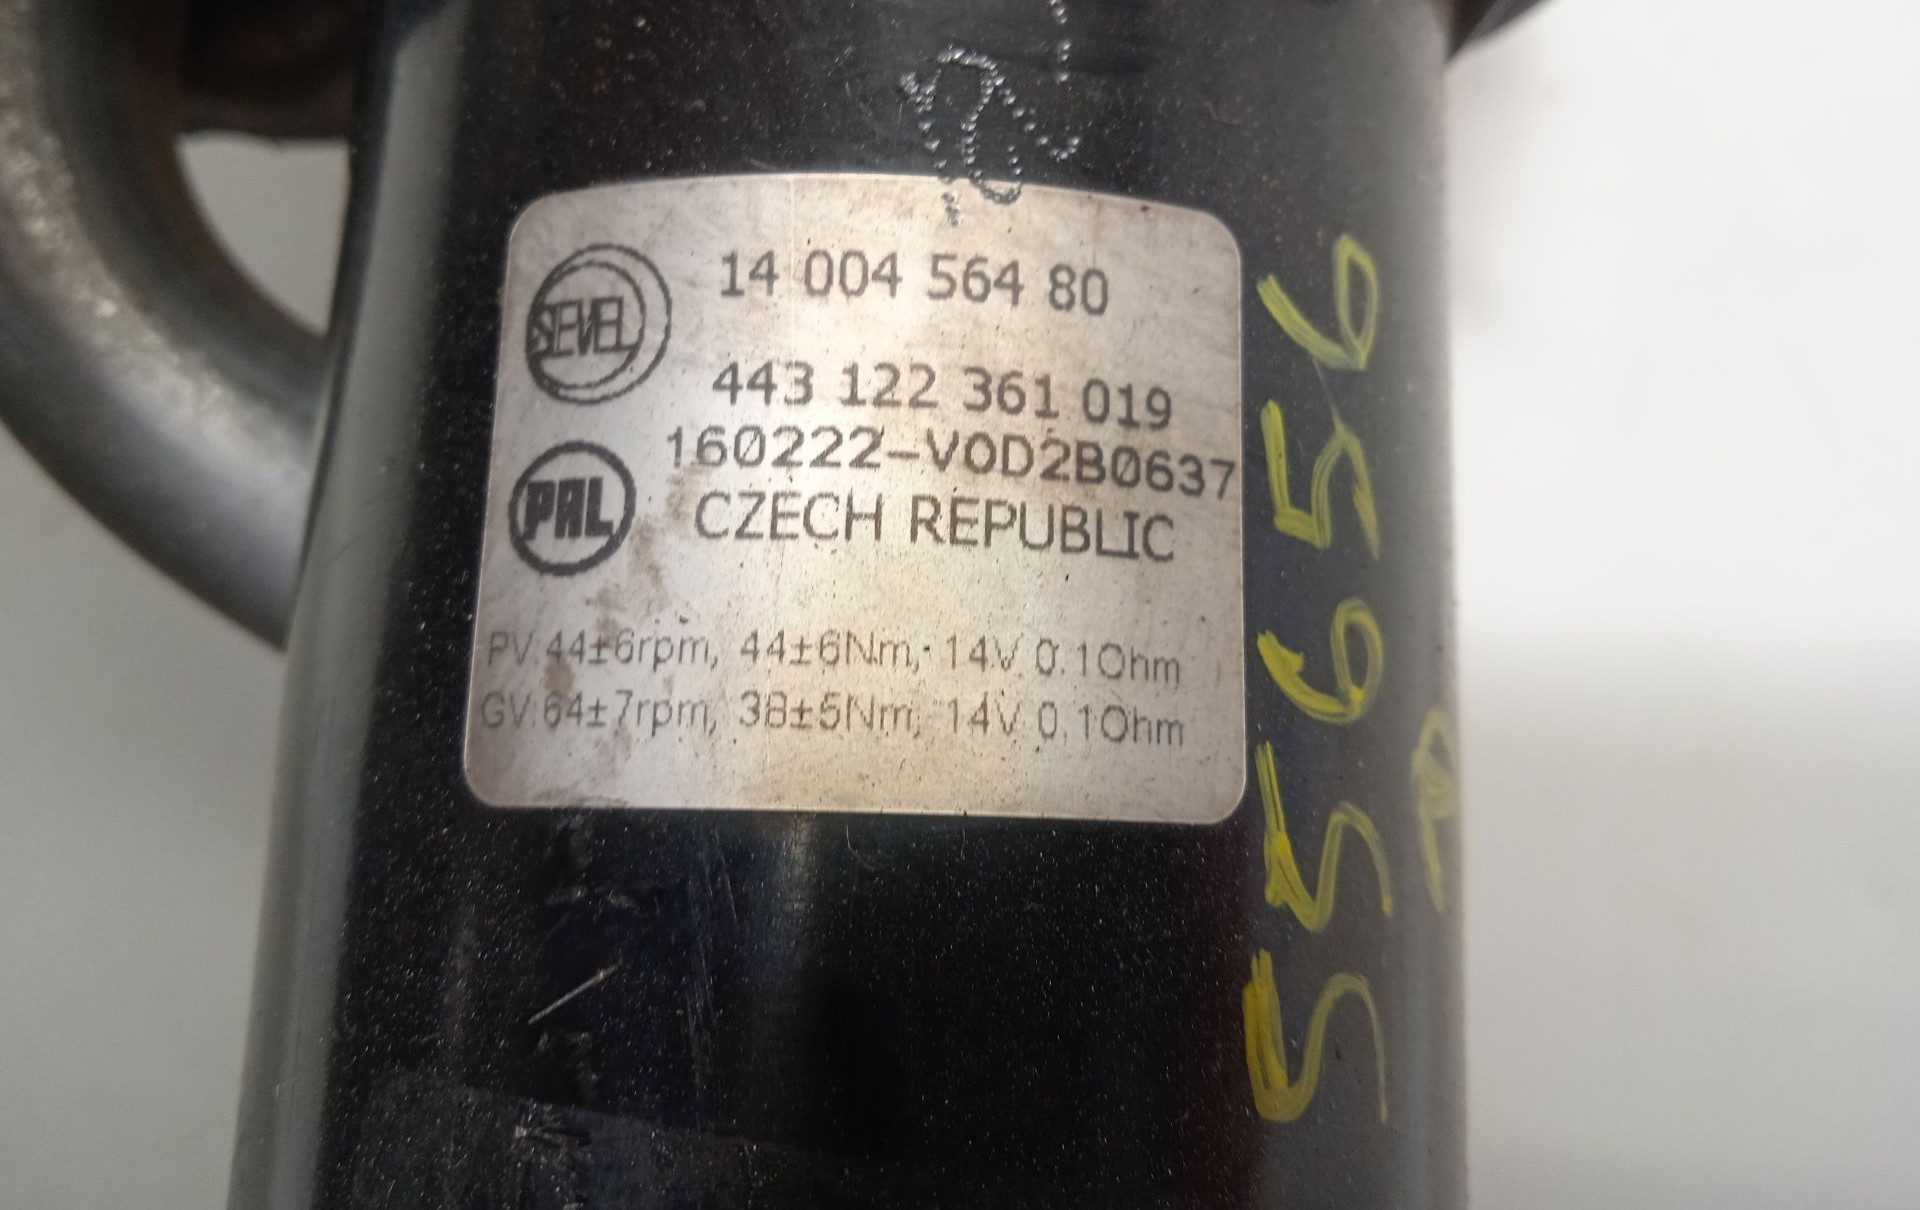 SEVEL
14 004 564 80
443 122 361 019
160222-VOD2B0637
PAL
CZECH REPUBLIC
PV:44±6rpm, 44±6Nm, 14V 0.1Ohm
GV:64±7rpm, 38±5Nm, 14V 0.1Ohm
55656